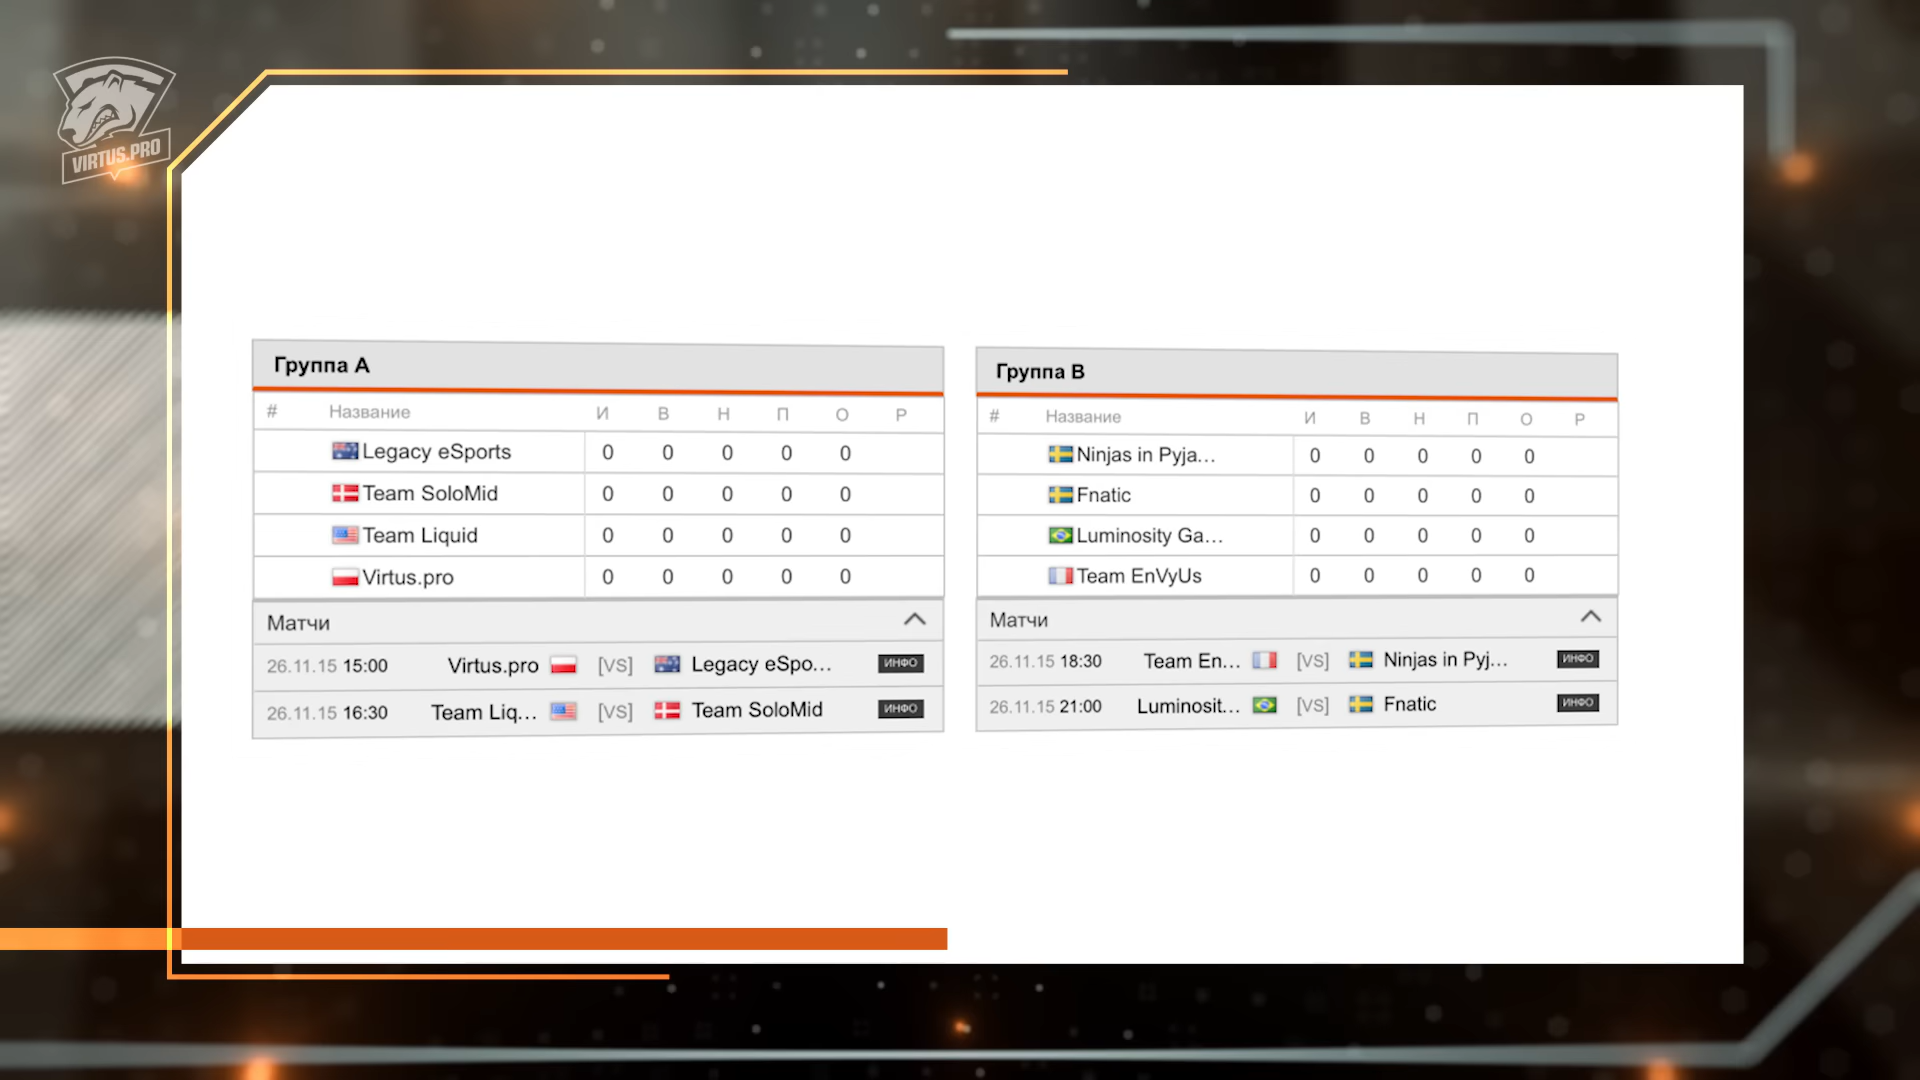 VIRTUS.PRO
Группа A
# Название И В Н П О Р
Legacy eSports 0 0 0 0 0
Team SoloMid 0 0 0 0 0
Team Liquid 0 0 0 0 0
Virtus.pro 0 0 0 0 0
Матчи
26.11.15 15:00 Virtus.pro [VS] Legacy eSpo... ИНФО
26.11.15 16:30 Team Liq... [VS] Team SoloMid ИНФО
Группа B
# Название И В Н П О Р
Ninjas in Pyja... 0 0 0 0 0
Fnatic 0 0 0 0 0
Luminosity Ga... 0 0 0 0 0
Team EnVyUs 0 0 0 0 0
Матчи
26.11.15 18:30 Team En... [VS] Ninjas in Pyj... ИНФО
26.11.15 21:00 Luminosit... [VS] Fnatic ИНФО